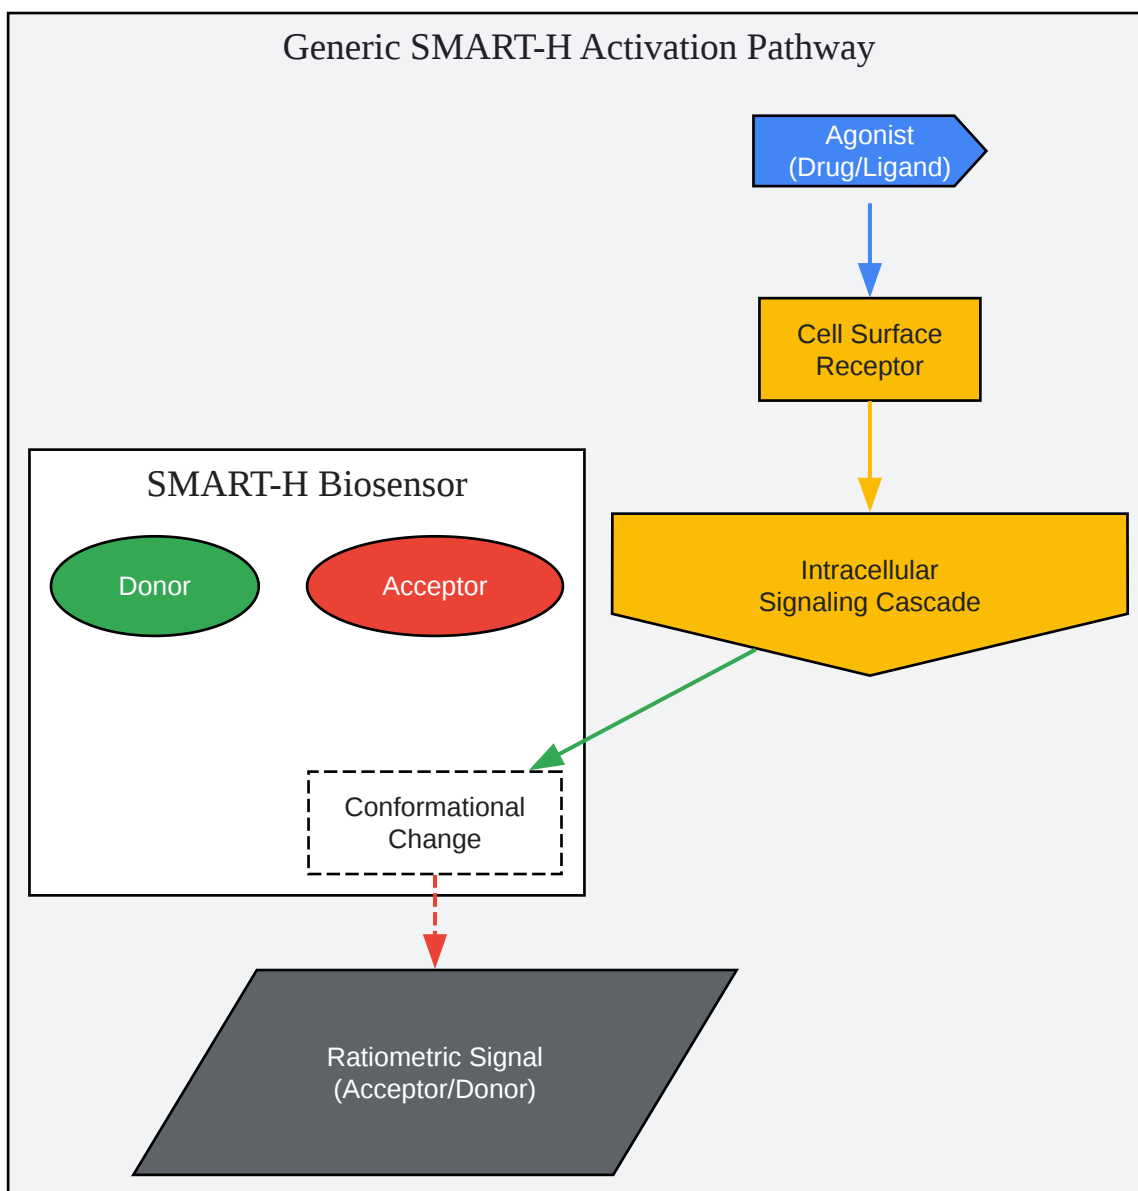 Generic SMART-H Activation Pathway
Agonist
(Drug/Ligand)
Cell Surface
Receptor
SMART-H Biosensor
Donor
Acceptor
Intracellular
Signaling Cascade
Conformational
Change
Ratiometric Signal
(Acceptor/Donor)